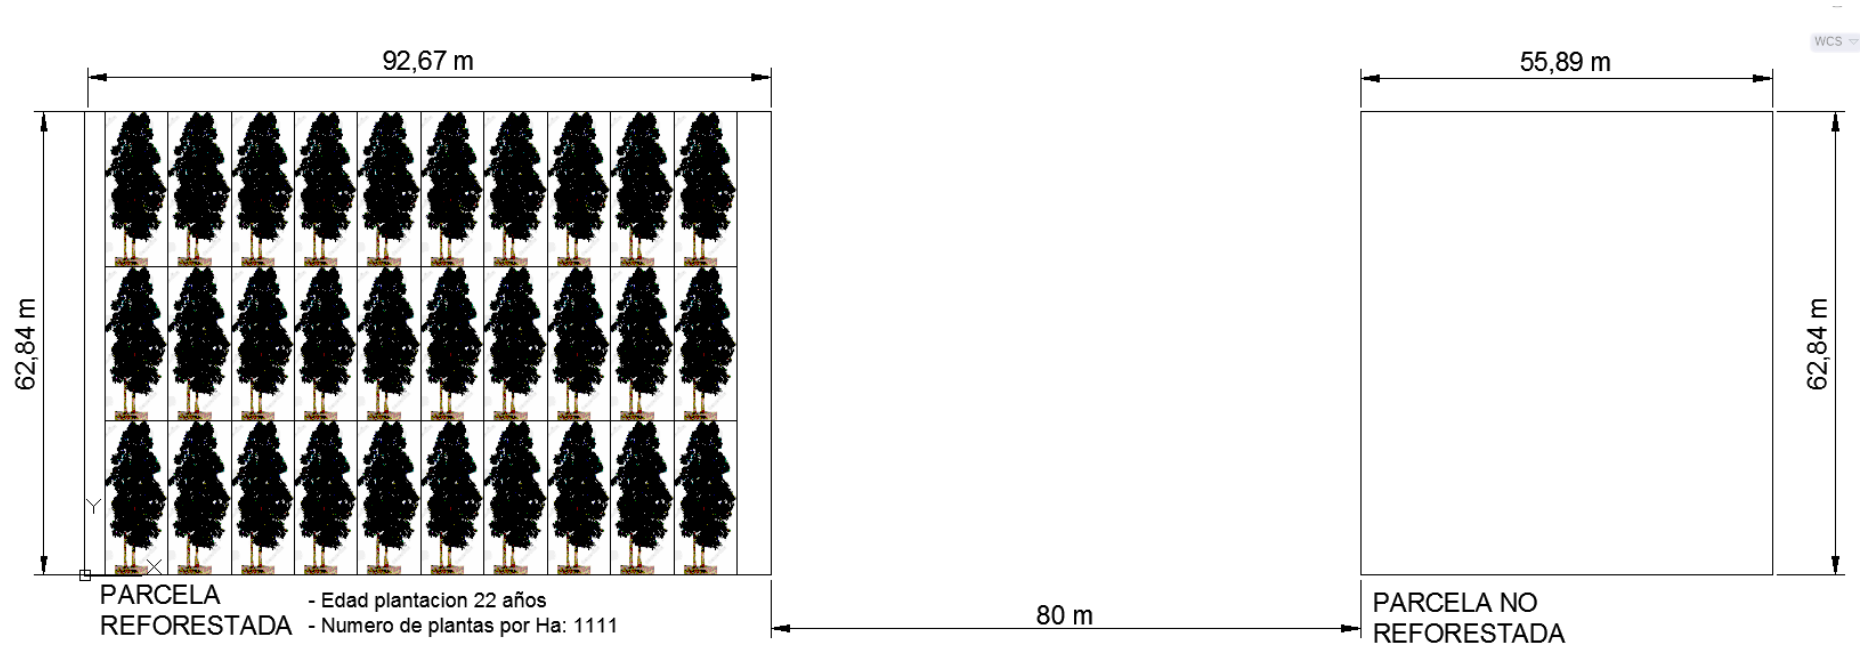 WCS
92,67 m
55,89 m
62,84 m
62,84 m
Y
X
PARCELA
REFORESTADA
- Edad plantacion 22 años
- Numero de plantas por Ha: 1111
80 m
PARCELA NO
REFORESTADA